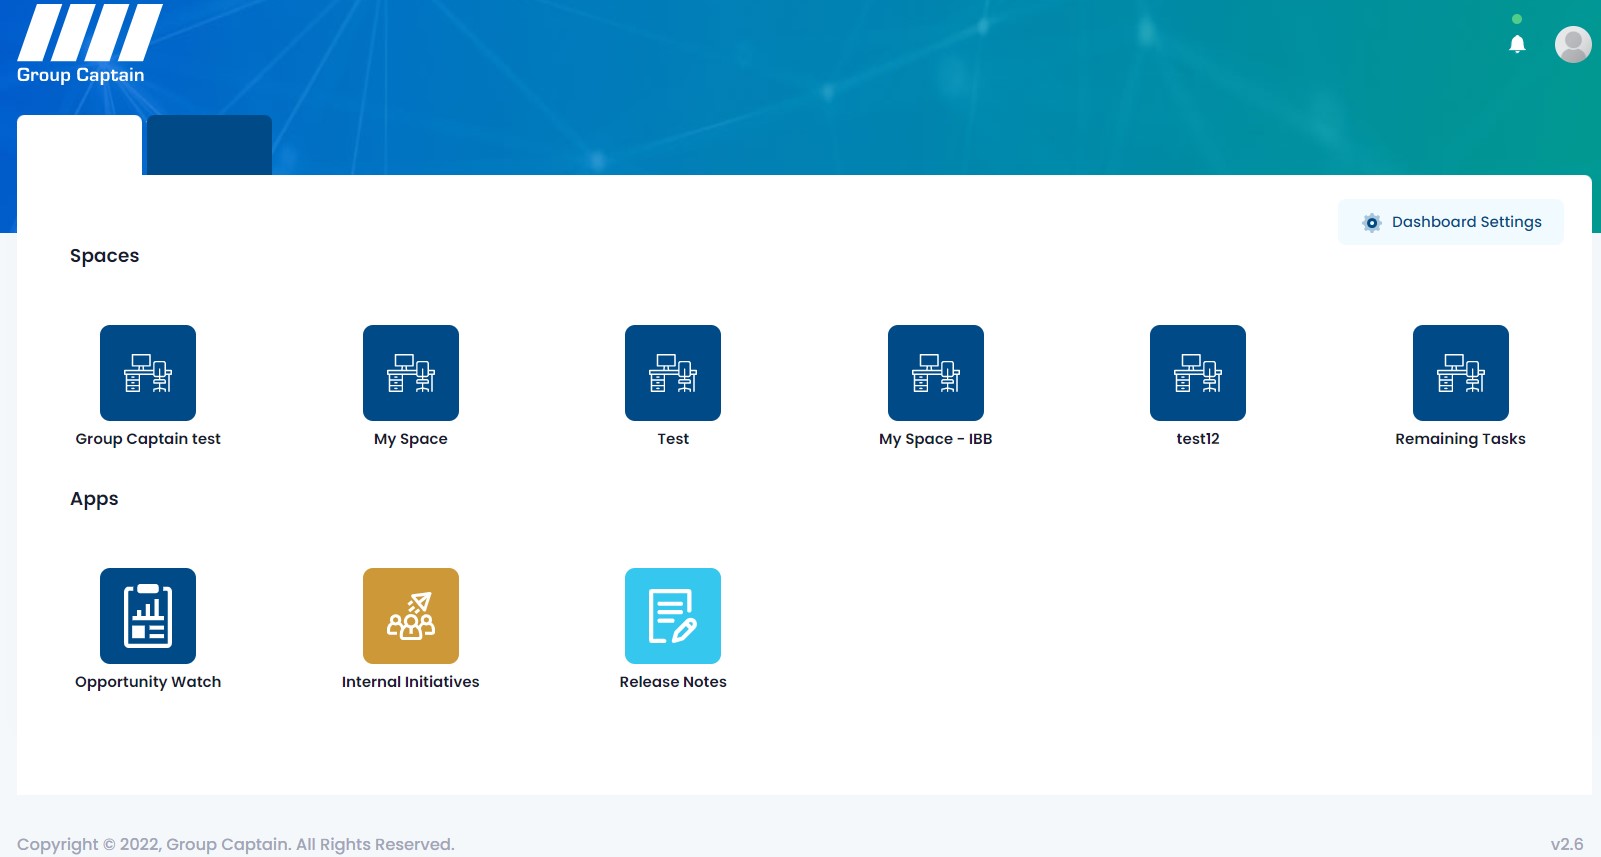 Group Captain
Dashboard Settings
Spaces
Group Captain test
My Space
Test
My Space - IBB
test12
Remaining Tasks
Apps
Opportunity Watch
Internal Initiatives
Release Notes
Copyright © 2022, Group Captain. All Rights Reserved.
v2.6